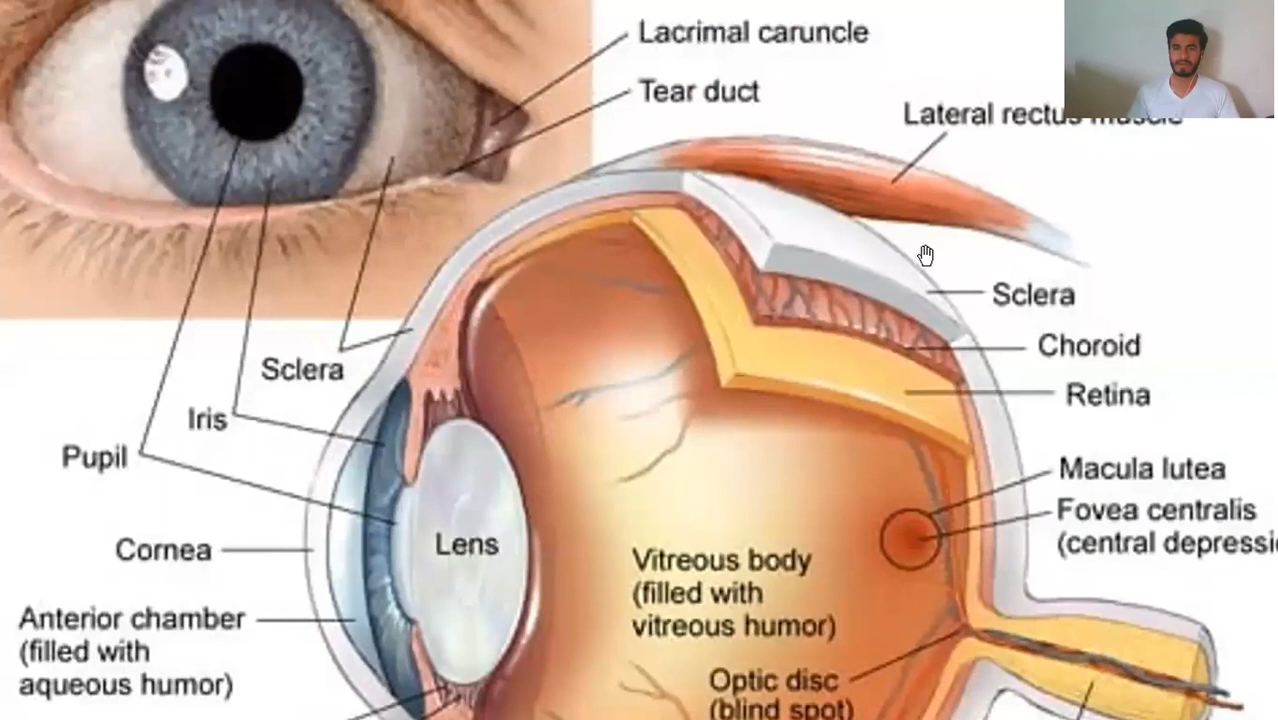 Lacrimal caruncle
Tear duct
Lateral rectus muscle
Sclera
Choroid
Retina
Sclera
Iris
Pupil
Macula lutea
Fovea centralis
(central depressi
Cornea
Lens
Vitreous body
(filled with
vitreous humor)
Anterior chamber
(filled with
aqueous humor)
Optic disc
(blind spot)